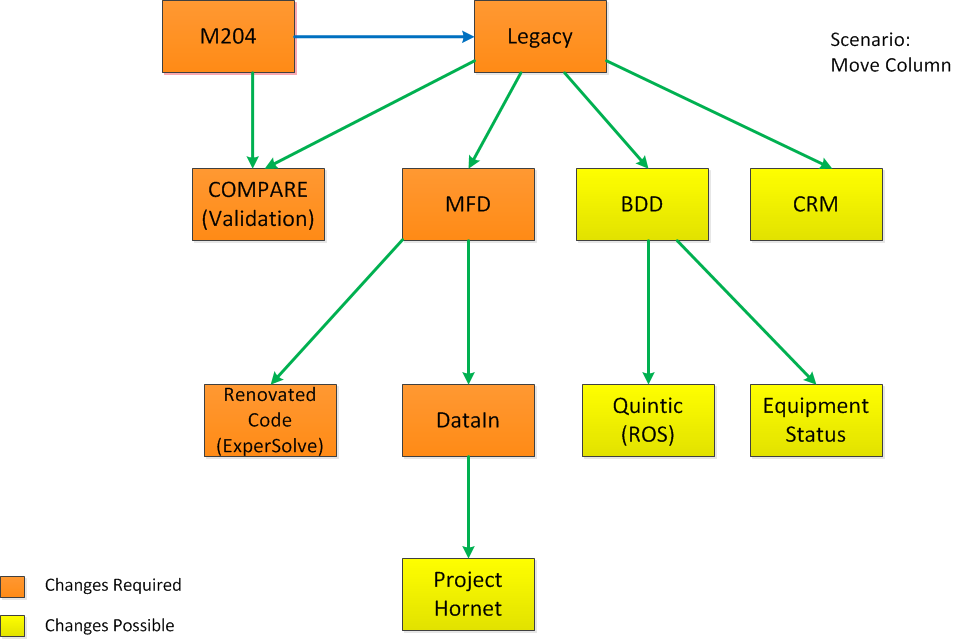 M204
Legacy
Scenario:
Move Column
COMPARE
(Validation)
MFD
BDD
CRM
Renovated
Code
(ExperSolve)
DataIn
Quintic
(ROS)
Equipment
Status
Project
Hornet
Changes Required
Changes Possible